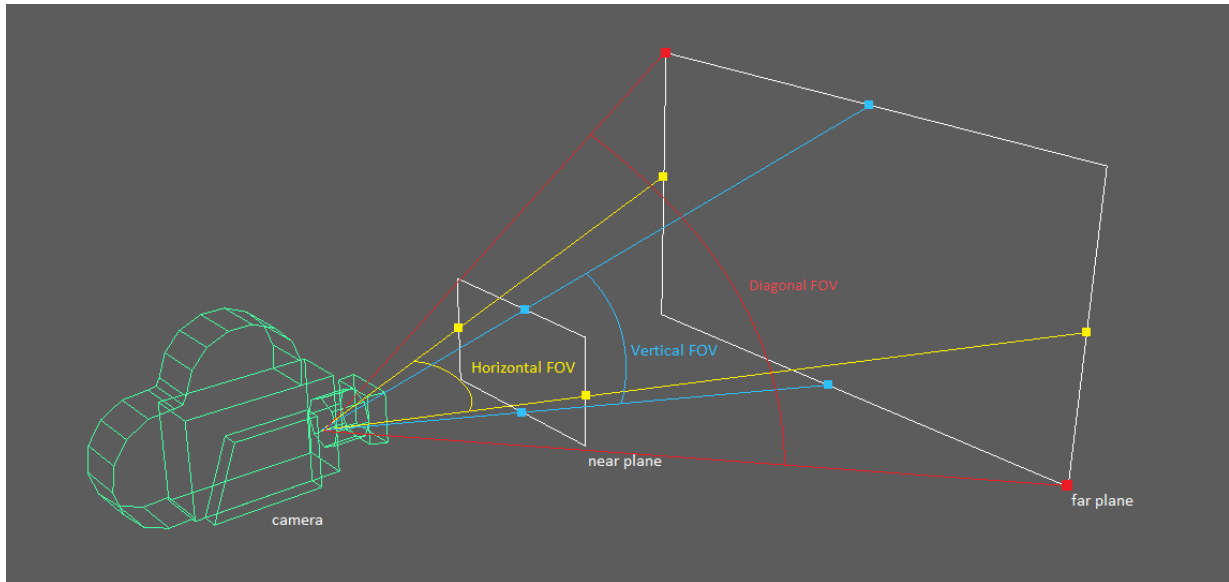 Diagonal FOV
Vertical FOV
Horizontal FOV
near plane
far plane
camera